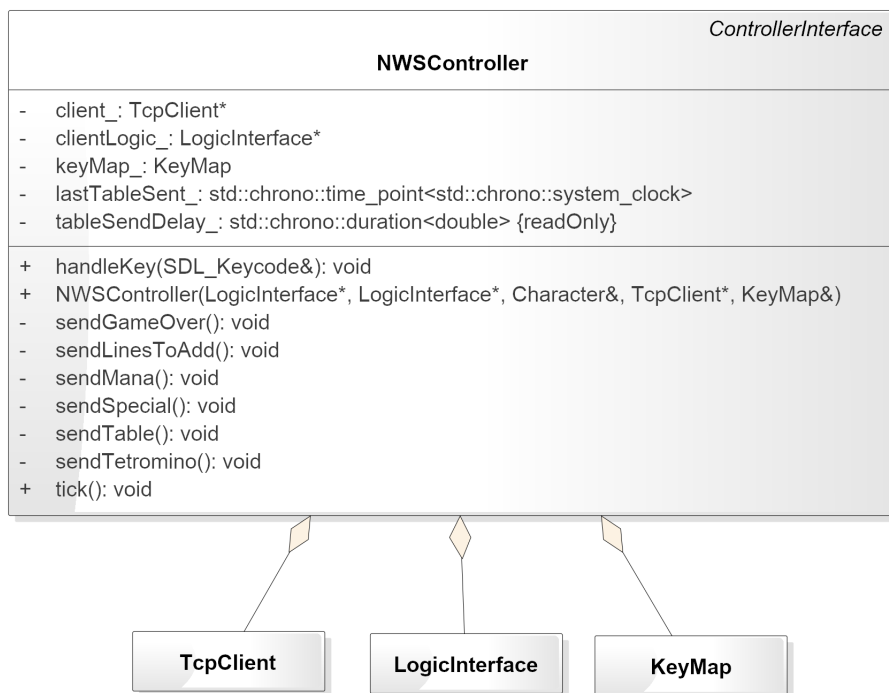 ControllerInterface
NWSController
- client_: TcpClient*
- clientLogic_: LogicInterface*
- keyMap_: KeyMap
- lastTableSent_: std::chrono::time_point<std::chrono::system_clock>
- tableSendDelay_: std::chrono::duration<double> {readOnly}
+ handleKey(SDL_Keycode&): void
+ NWSController(LogicInterface*, LogicInterface*, Character&, TcpClient*, KeyMap&)
- sendGameOver(): void
- sendLinesToAdd(): void
- sendMana(): void
- sendSpecial(): void
- sendTable(): void
- sendTetromino(): void
+ tick(): void
TcpClient
LogicInterface
KeyMap